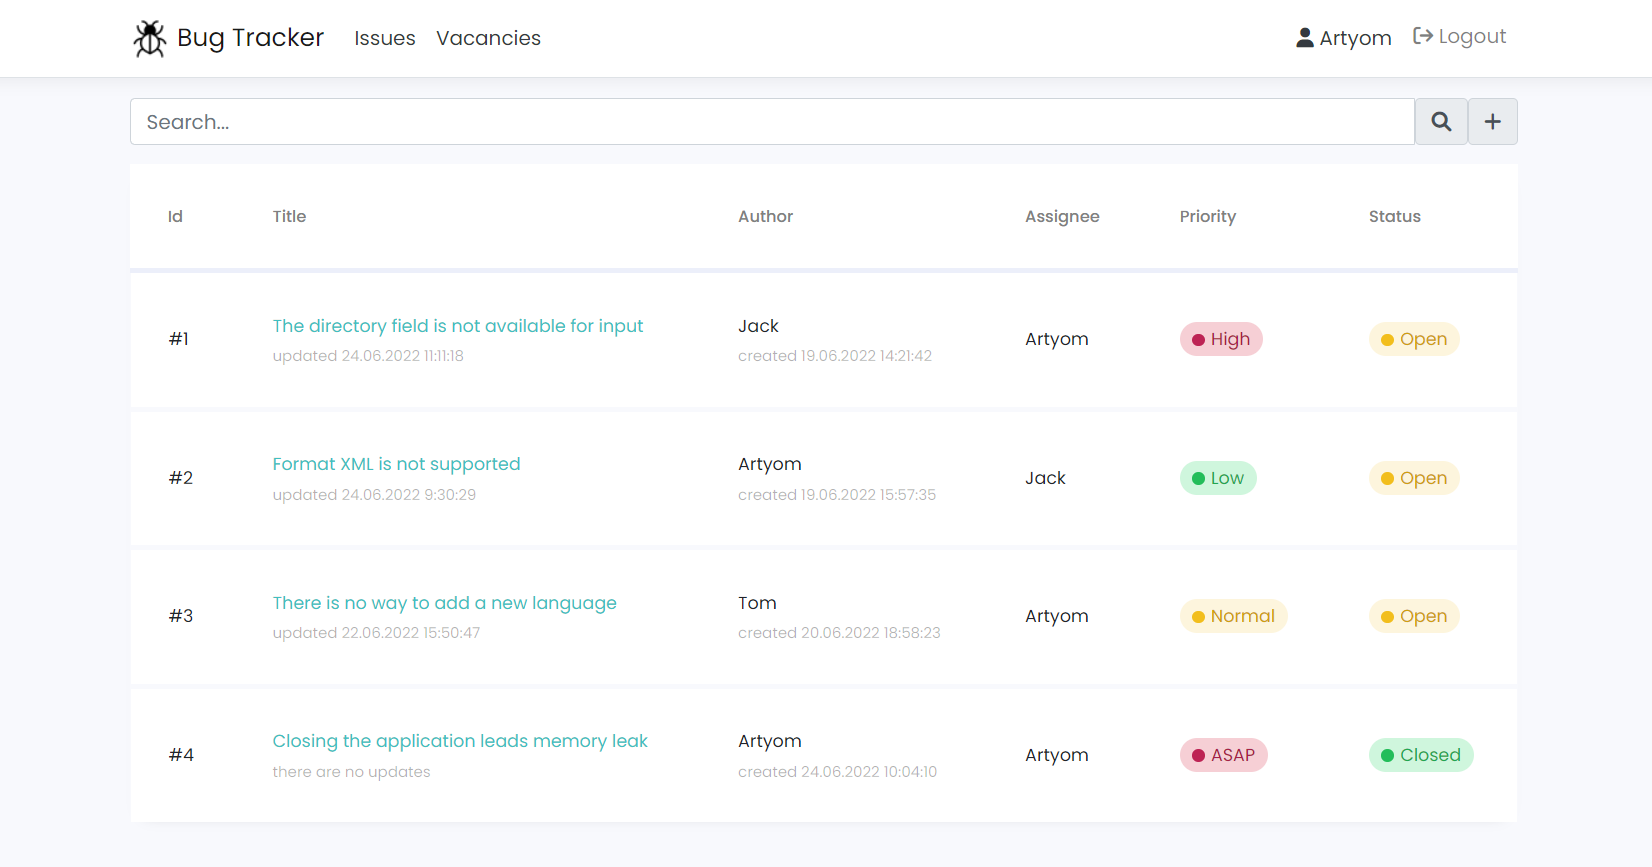 Bug Tracker Issues Vacancies Artyom Logout
Search...
Id Title Author Assignee Priority Status
#1 The directory field is not available for input Jack Artyom High Open
updated 24.06.2022 11:11:18 created 19.06.2022 14:21:42
#2 Format XML is not supported Artyom Jack Low Open
updated 24.06.2022 9:30:29 created 19.06.2022 15:57:35
#3 There is no way to add a new language Tom Artyom Normal Open
updated 22.06.2022 15:50:47 created 20.06.2022 18:58:23
#4 Closing the application leads memory leak Artyom Artyom ASAP Closed
there are no updates created 24.06.2022 10:04:10